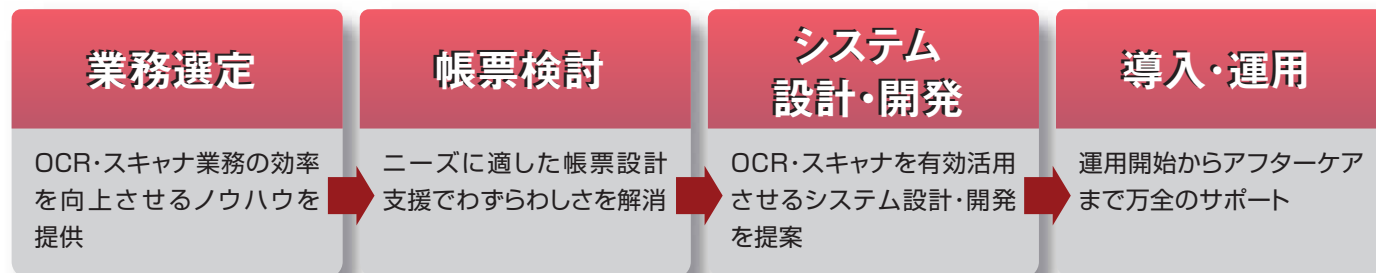 業務選定
OCR・スキャナ業務の効率
を向上させるノウハウを
提供
帳票検討
ニーズに適した帳票設計
支援でわずらわしさを解消
システム
設計・開発
OCR・スキャナを有効活用
させるシステム設計・開発
を提案
導入・運用
運用開始からアフターケア
まで万全のサポート